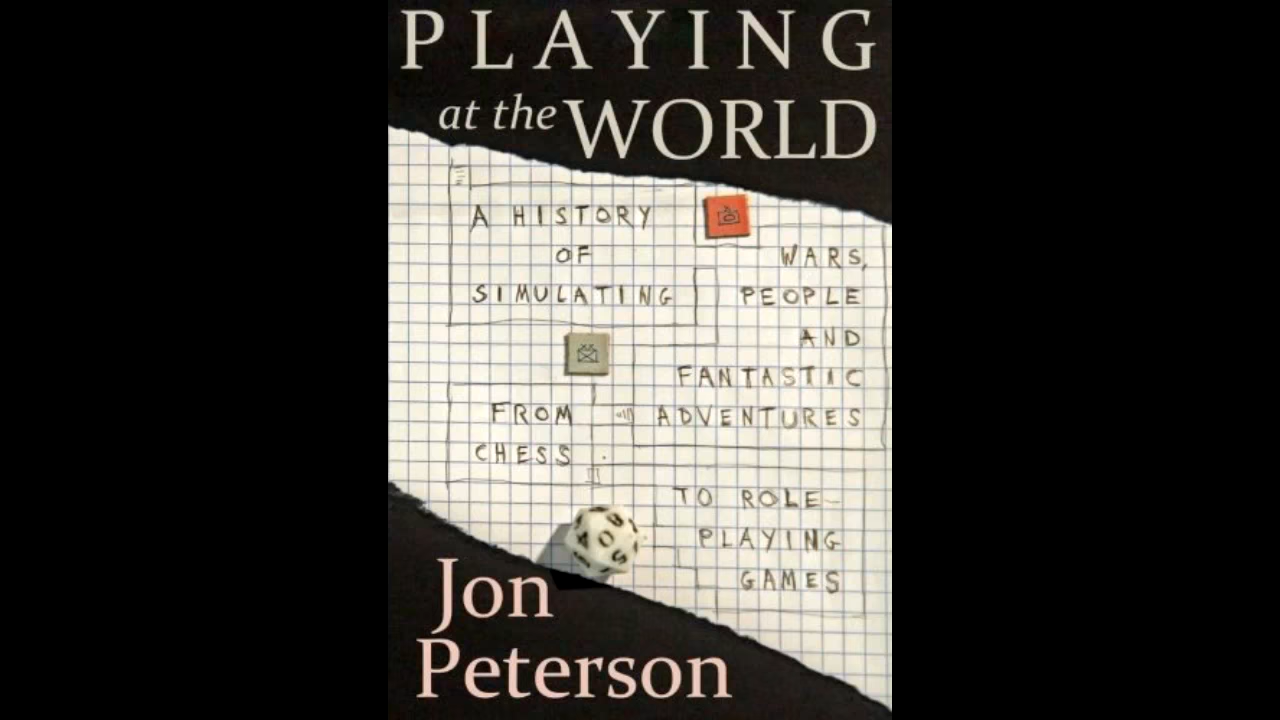 PLAYING
at the WORLD
A HISTORY
OF
SIMULATING
WARS,
PEOPLE
AND
FANTASTIC
ADVENTURES
FROM
CHESS
TO ROLE-
PLAYING
GAMES
Jon
Peterson